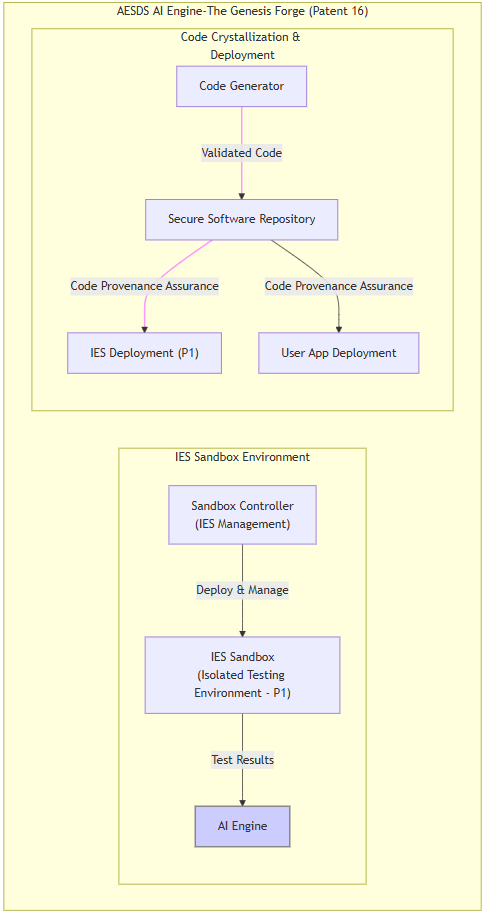 AESDS AI Engine-The Genesis Forge (Patent 16)
Code Crystallization &
Deployment
Code Generator
Validated Code
Secure Software Repository
Code Provenance Assurance
Code Provenance Assurance
IES Deployment (P1)
User App Deployment
IES Sandbox Environment
Sandbox Controller
(IES Management)
Deploy & Manage
IES Sandbox
(Isolated Testing
Environment - P1)
Test Results
AI Engine